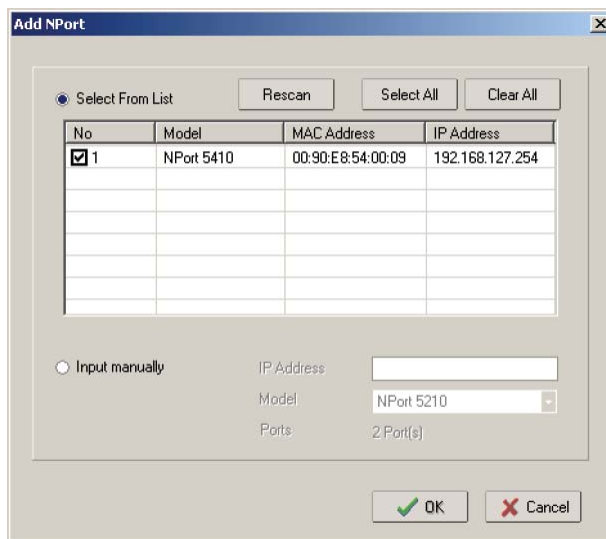 Add NPort
Select From List Rescan Select All Clear All
No Model MAC Address IP Address
1 NPort 5410 00:90:E8:54:00:09 192.168.127.254
Input manually IP Address
Model NPort 5210
Ports 2 Port(s)
OK Cancel